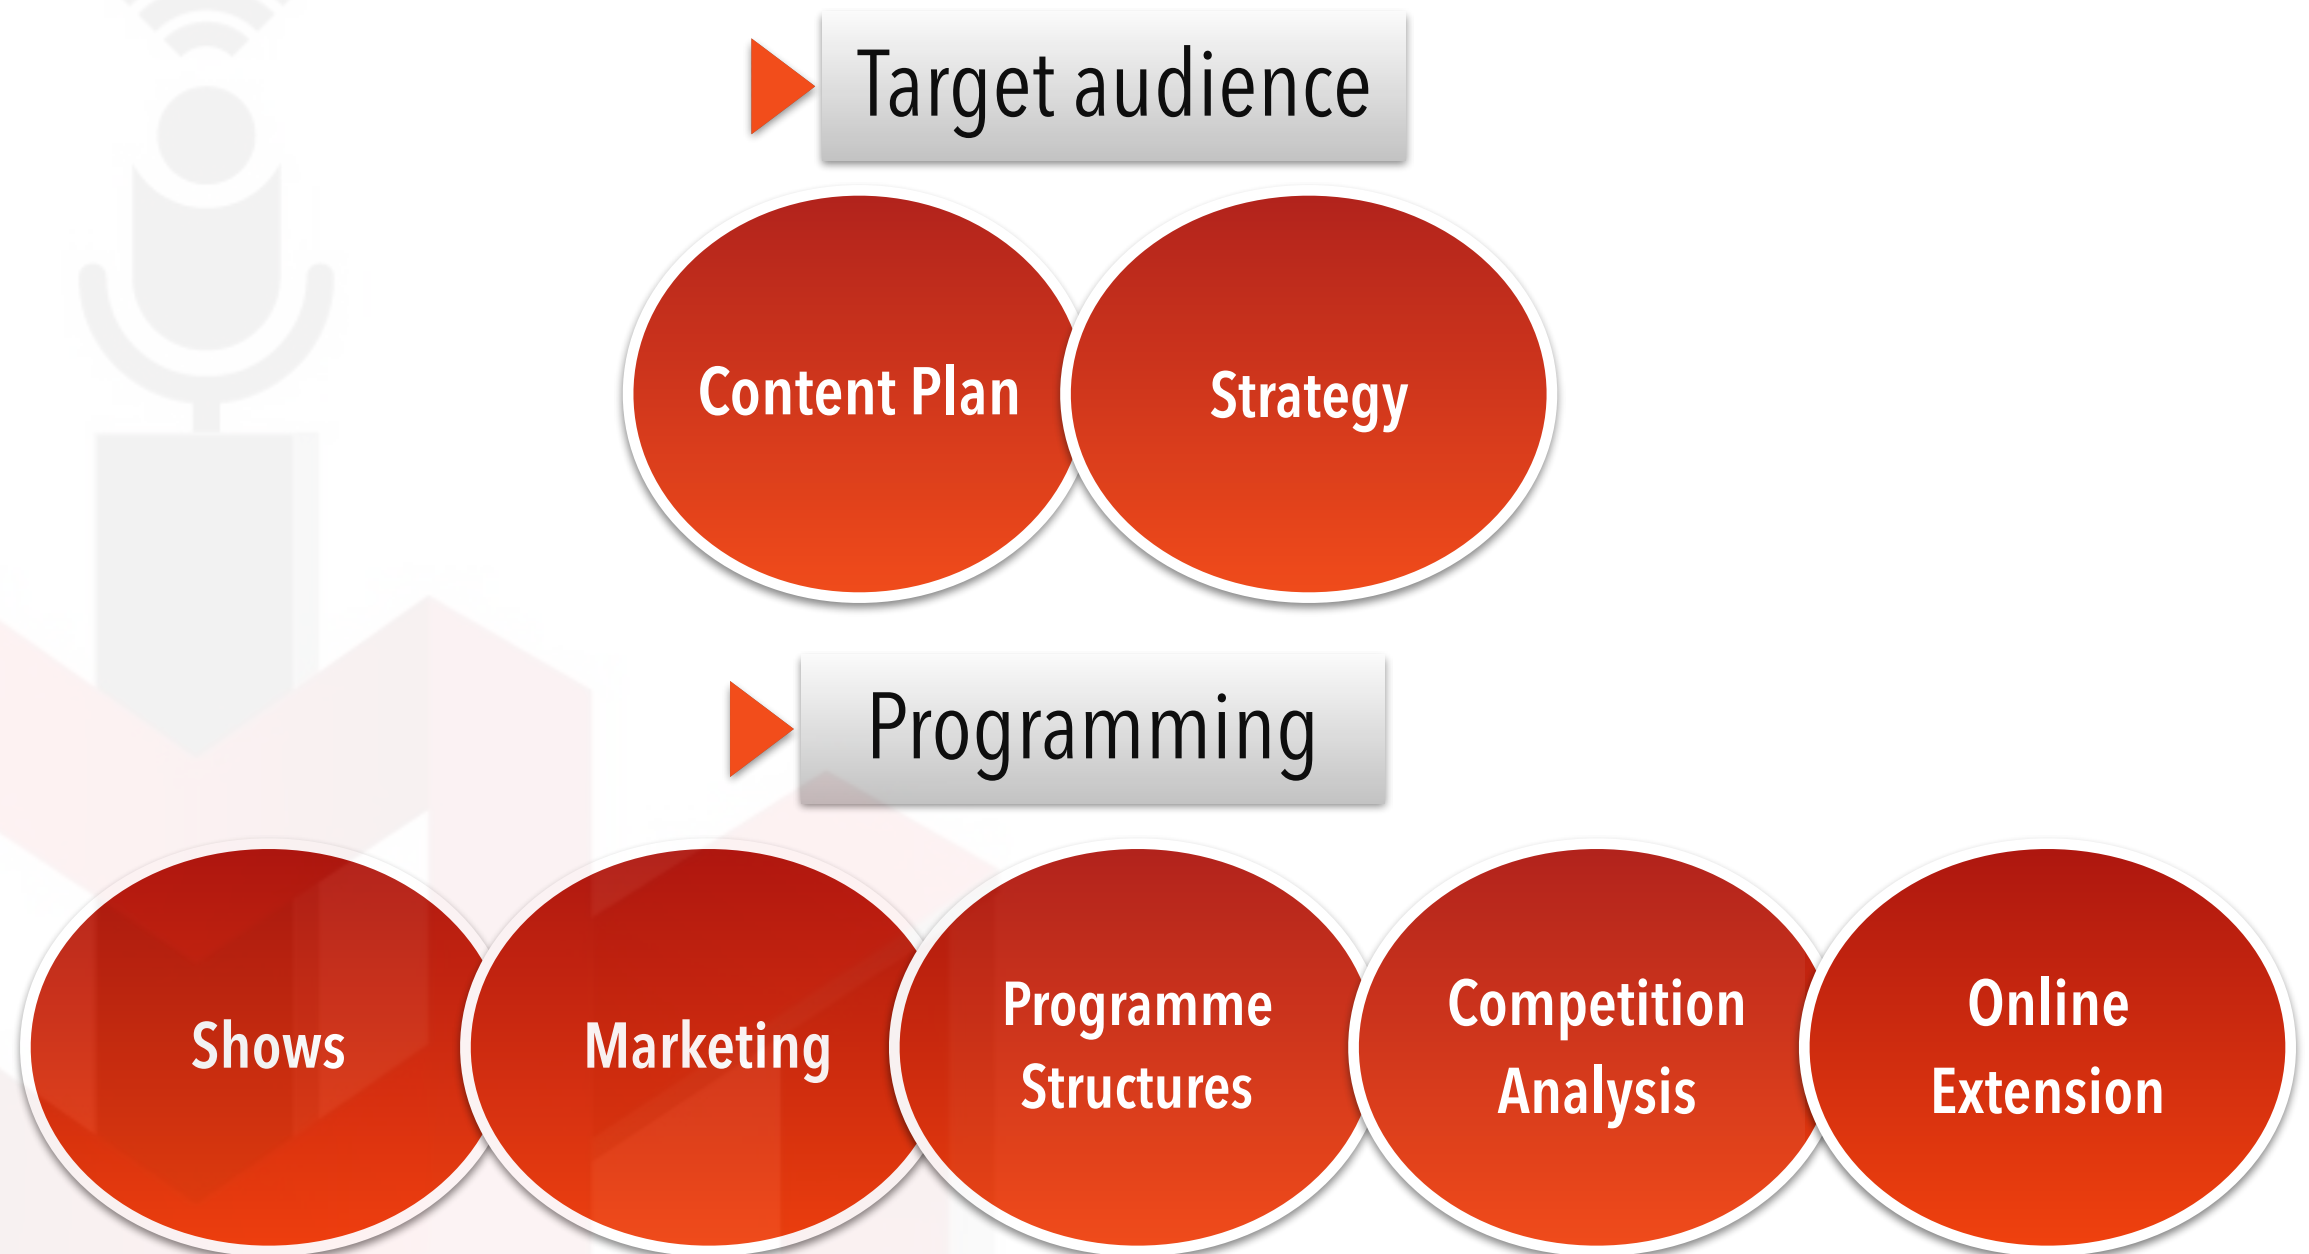 Target audience
Content Plan
Strategy
Programming
Shows
Marketing
Programme
Structures
Competition
Analysis
Online
Extension